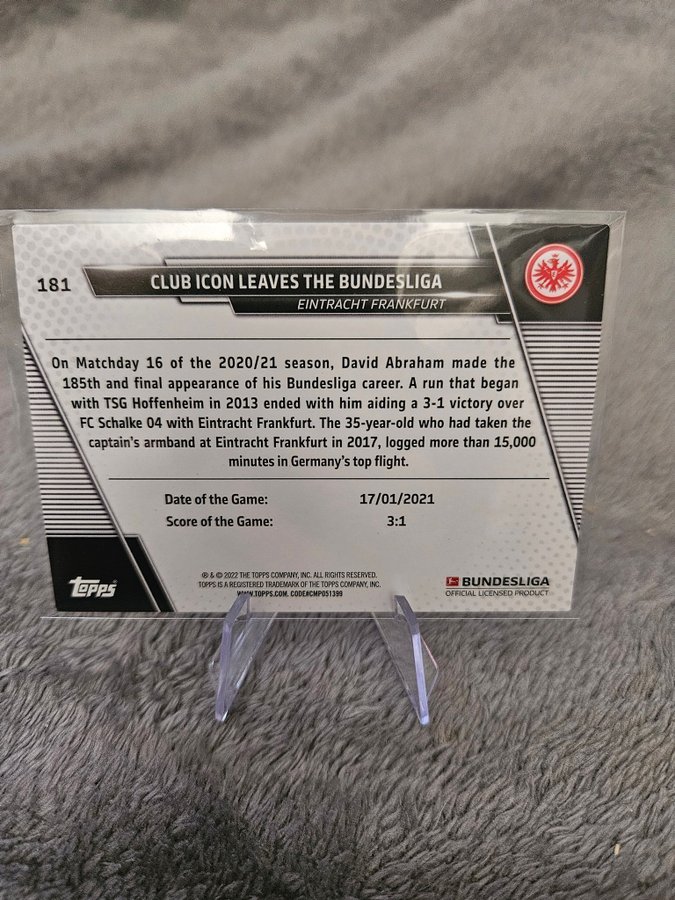 181
CLUB ICON LEAVES THE BUNDESLIGA
EINTRACHT FRANKFURT
On Matchday 16 of the 2020/21 season, David Abraham made the
185th and final appearance of his Bundesliga career. A run that began
with TSG Hoffenheim in 2013 ended with him aiding a 3-1 victory over
FC Schalke 04 with Eintracht Frankfurt. The 35-year-old who had taken the
captain's armband at Eintracht Frankfurt in 2017, logged more than 15,000
minutes in Germany's top flight.
Date of the Game: 17/01/2021
Score of the Game: 3:1
® & © 2022 THE TOPPS COMPANY, INC. ALL RIGHTS RESERVED.
TOPPS IS A REGISTERED TRADEMARK OF THE TOPPS COMPANY, INC.
WWW.TOPPS.COM. CODE#CMP051399
Topps®
BUNDESLIGA
OFFICIAL LICENSED PRODUCT